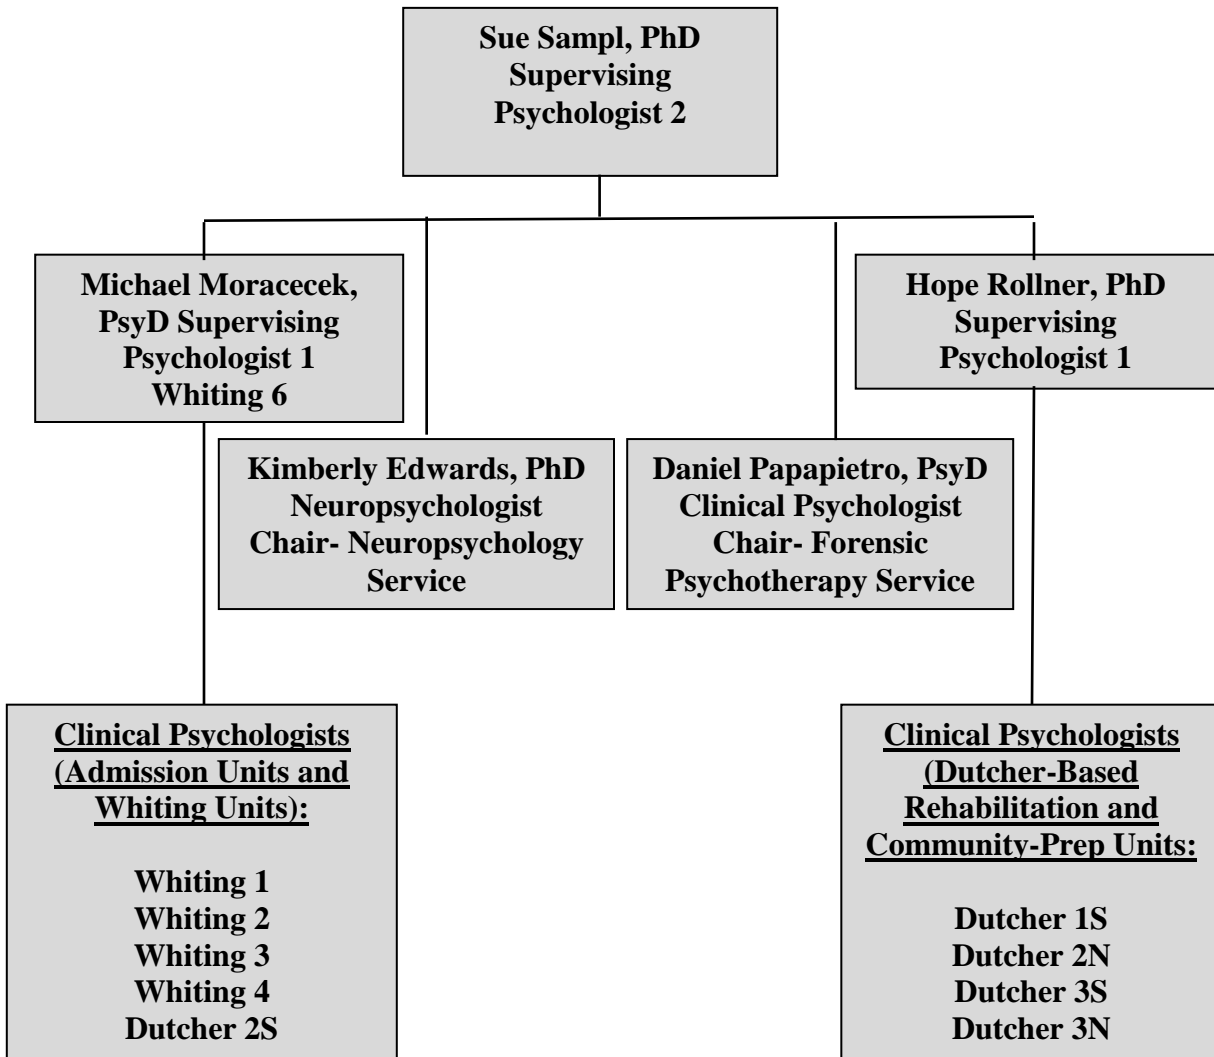 Sue Sampl, PhD
Supervising
Psychologist 2
Michael Moracecek,
PsyD Supervising
Psychologist 1
Whiting 6
Hope Rollner, PhD
Supervising
Psychologist 1
Kimberly Edwards, PhD
Neuropsychologist
Chair- Neuropsychology
Service
Daniel Papapietro, PsyD
Clinical Psychologist
Chair- Forensic
Psychotherapy Service
Clinical Psychologists
(Admission Units and
Whiting Units):
Whiting 1
Whiting 2
Whiting 3
Whiting 4
Dutcher 2S
Clinical Psychologists
(Dutcher-Based
Rehabilitation and
Community-Prep Units:
Dutcher 1S
Dutcher 2N
Dutcher 3S
Dutcher 3N